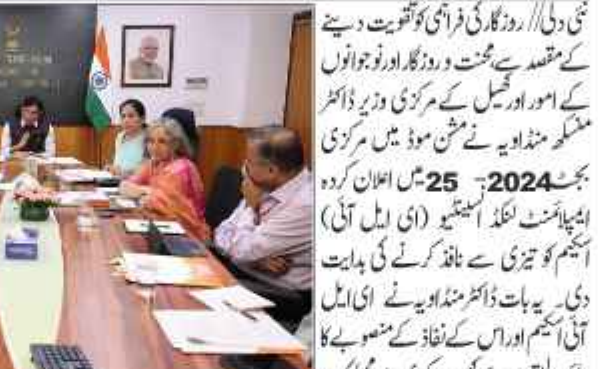 نئی دلی// روزگار کی فراہمی کو تقویت دینے
کے مقصد سے محنت و روزگار اور نوجوانوں
کے امور اور کھیل کے مرکزی وزیر ڈاکٹر
منسکھ منڈاویہ نے مشن موڈ میں مرکزی
بجٹ 2024- 25 میں اعلان کردہ
ایمپلائمنٹ لنکڈ انسینٹیو (ای ایل آئی)
اسکیم کو تیزی سے نافذ کرنے کی ہدایت
دی۔ یہ بات ڈاکٹر منڈاویہ نے ای ایل
آئی اسکیم اور اس کے نفاذ کے منصوبے کا